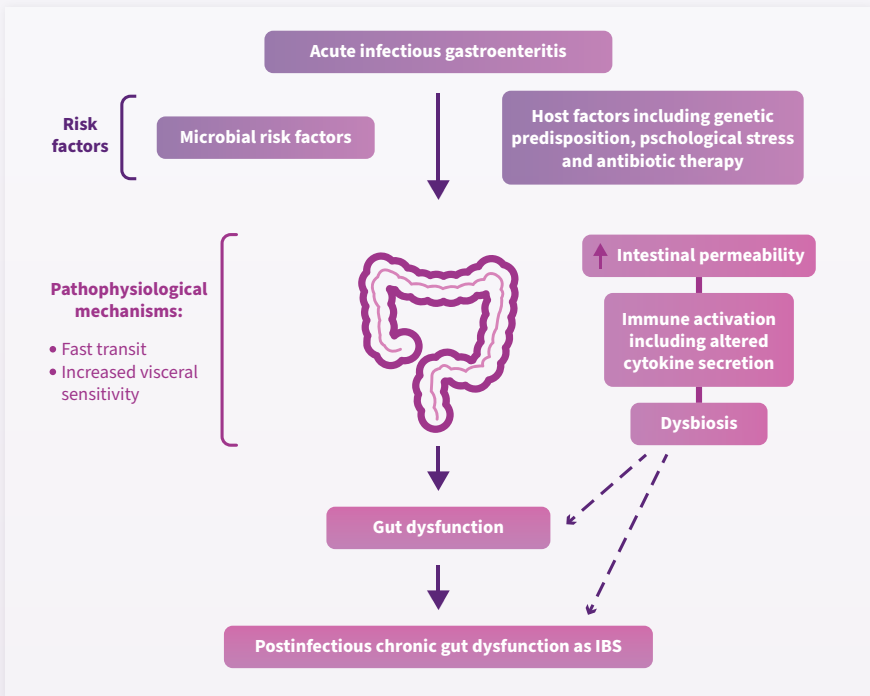 Acute infectious gastroenteritis
Risk
factors
Microbial risk factors
Host factors including genetic
predisposition, pschological stress
and antibiotic therapy
Pathophysiological
mechanisms:
• Fast transit
• Increased visceral
sensitivity
Intestinal permeability
Immune activation
including altered
cytokine secretion
Dysbiosis
Gut dysfunction
Postinfectious chronic gut dysfunction as IBS